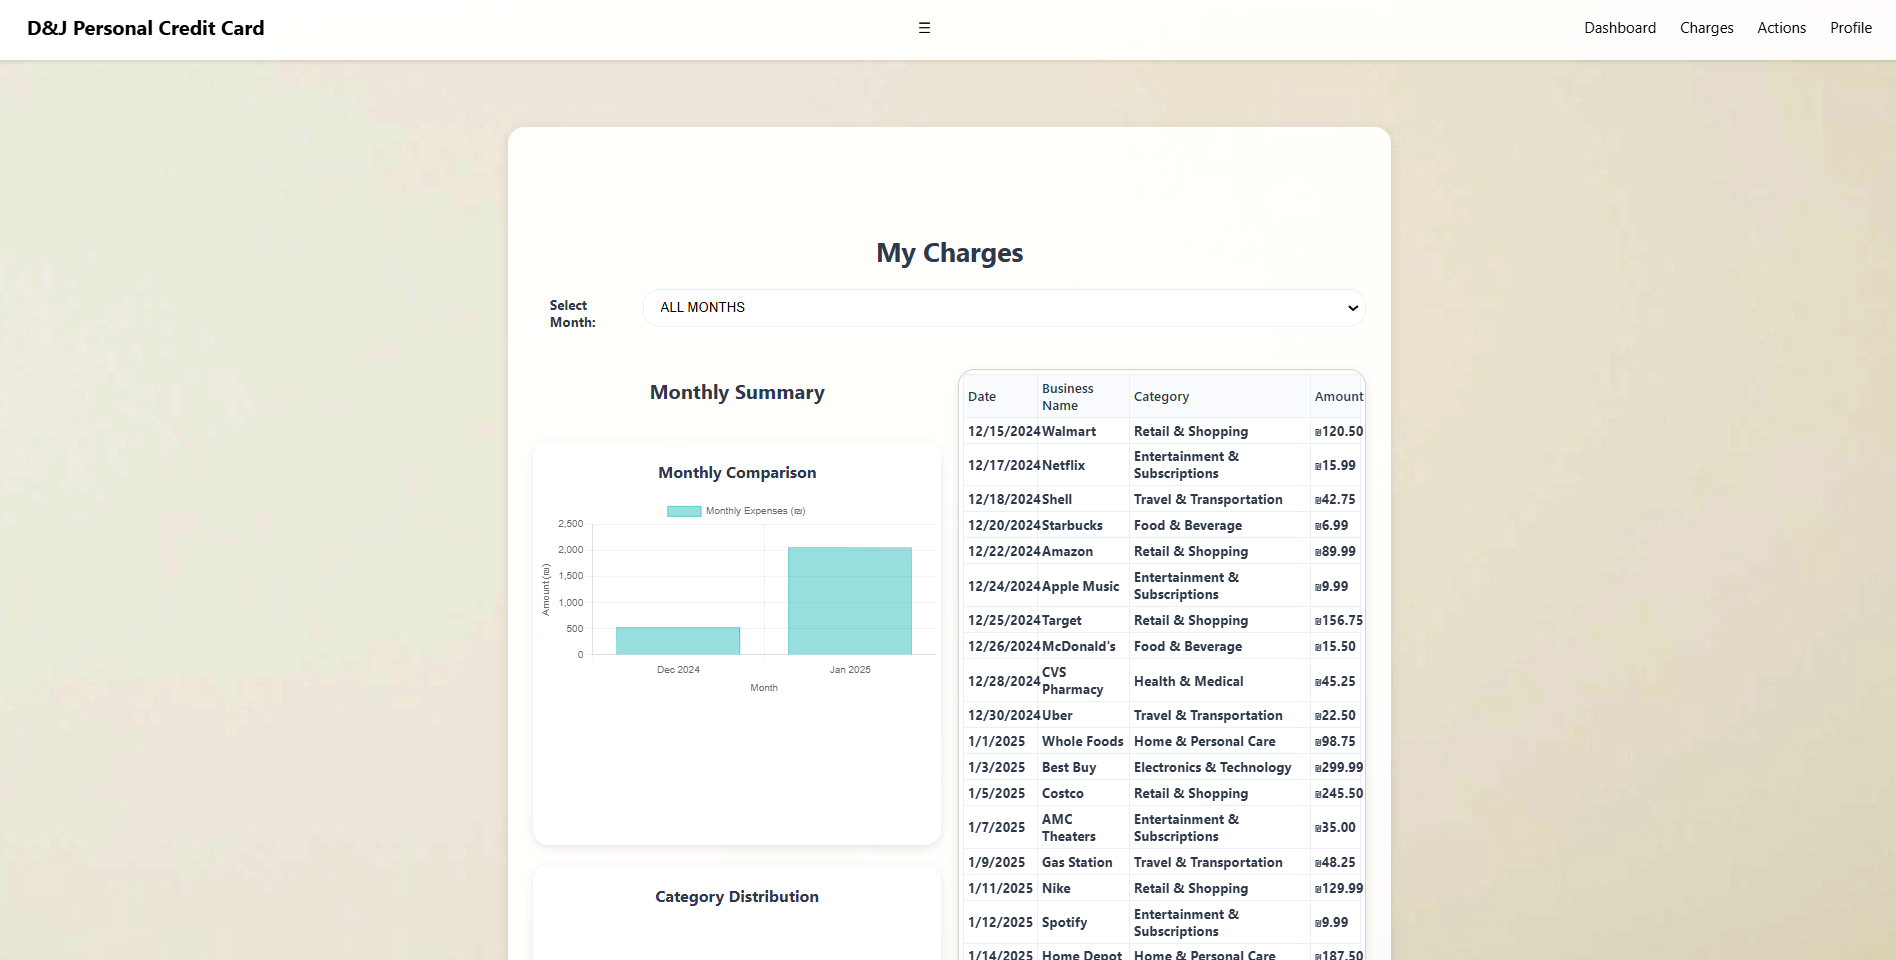 D&J Personal Credit Card
☰
Dashboard Charges Actions Profile
My Charges
Select
Month:
ALL MONTHS
Monthly Summary
Monthly Comparison
Monthly Expenses (₪)
2,500
2,000
1,500
1,000
500
0
Amount (₪)
Dec 2024 Jan 2025
Month
Category Distribution
Date Business Name Category Amount
12/15/2024 Walmart Retail & Shopping ₪120.50
12/17/2024 Netflix Entertainment & Subscriptions ₪15.99
12/18/2024 Shell Travel & Transportation ₪42.75
12/20/2024 Starbucks Food & Beverage ₪6.99
12/22/2024 Amazon Retail & Shopping ₪89.99
12/24/2024 Apple Music Entertainment & Subscriptions ₪9.99
12/25/2024 Target Retail & Shopping ₪156.75
12/26/2024 McDonald's Food & Beverage ₪15.50
12/28/2024 CVS Pharmacy Health & Medical ₪45.25
12/30/2024 Uber Travel & Transportation ₪22.50
1/1/2025 Whole Foods Home & Personal Care ₪98.75
1/3/2025 Best Buy Electronics & Technology ₪299.99
1/5/2025 Costco Retail & Shopping ₪245.50
1/7/2025 AMC Theaters Entertainment & Subscriptions ₪35.00
1/9/2025 Gas Station Travel & Transportation ₪48.25
1/11/2025 Nike Retail & Shopping ₪129.99
1/12/2025 Spotify Entertainment & Subscriptions ₪9.99
1/14/2025 Home Depot Home & Personal Care ₪187.50